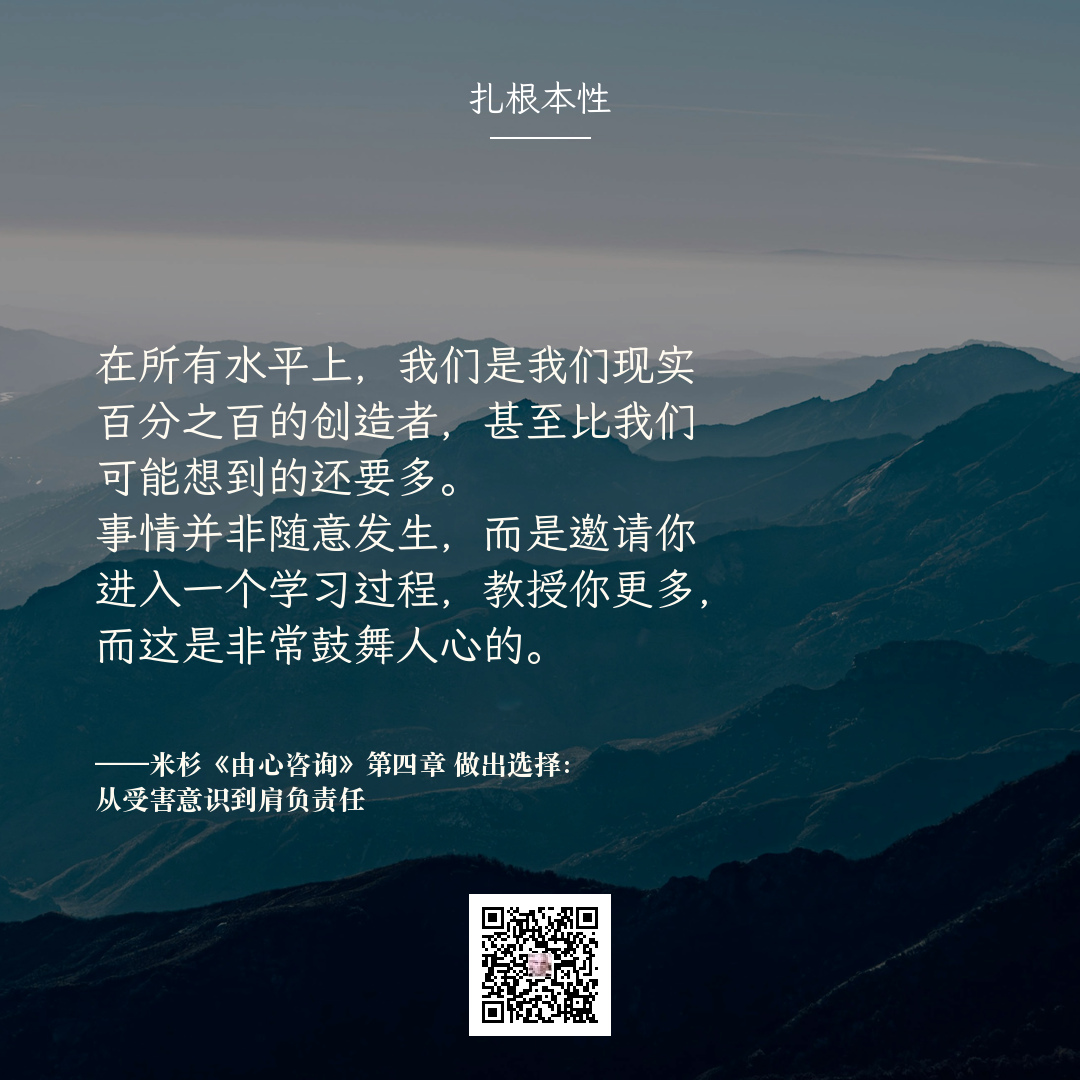 扎根本性
在所有水平上，我们是我们现实
百分之百的创造者，甚至比我们
可能想到的还要多。
事情并非随意发生，而是邀请你
进入一个学习过程，教授你更多，
而这是非常鼓舞人心的。
——米杉《由心咨询》第四章 做出选择：
从受害意识到肩负责任